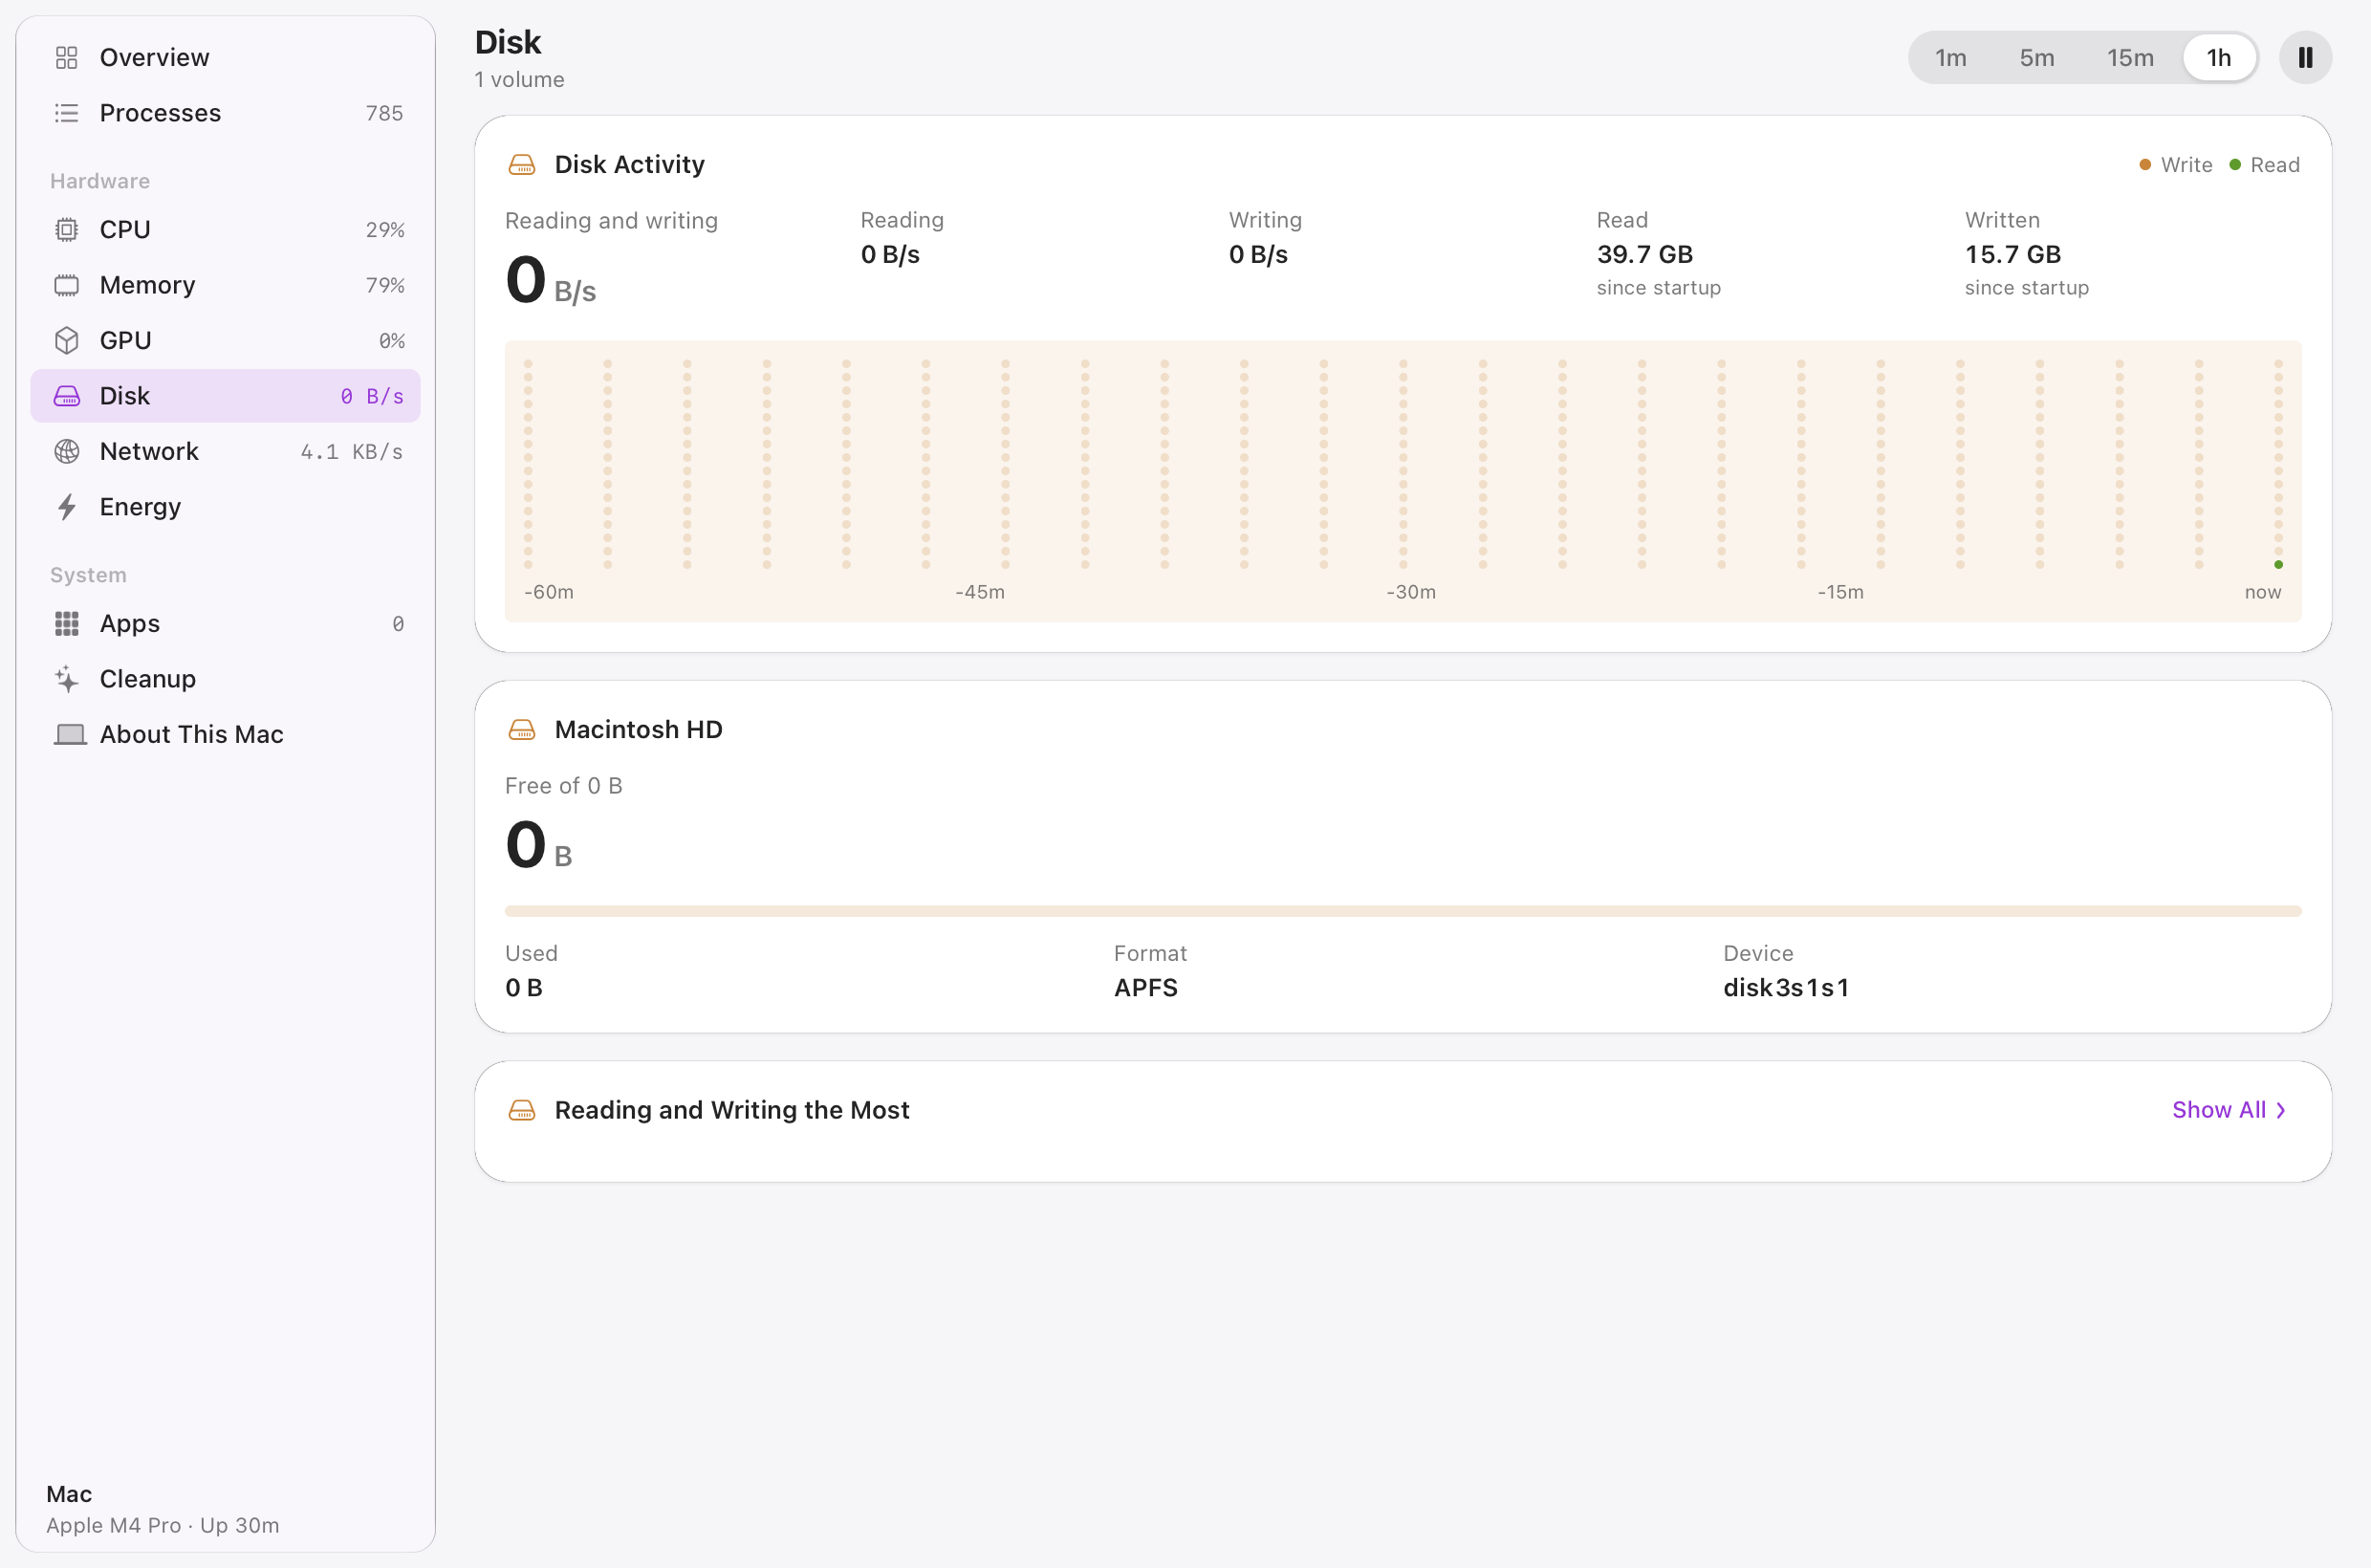 Overview
Processes 785
Hardware
CPU 29%
Memory 79%
GPU 0%
Disk 0 B/s
Network 4.1 KB/s
Energy
System
Apps 0
Cleanup
About This Mac
Mac
Apple M4 Pro · Up 30m
Disk
1 volume
1m 5m 15m 1h
Disk Activity
Write Read
Reading and writing
0 B/s
Reading
0 B/s
Writing
0 B/s
Read
39.7 GB
since startup
Written
15.7 GB
since startup
-60m -45m -30m -15m now
Macintosh HD
Free of 0 B
0 B
Used
0 B
Format
APFS
Device
disk3s1s1
Reading and Writing the Most
Show All